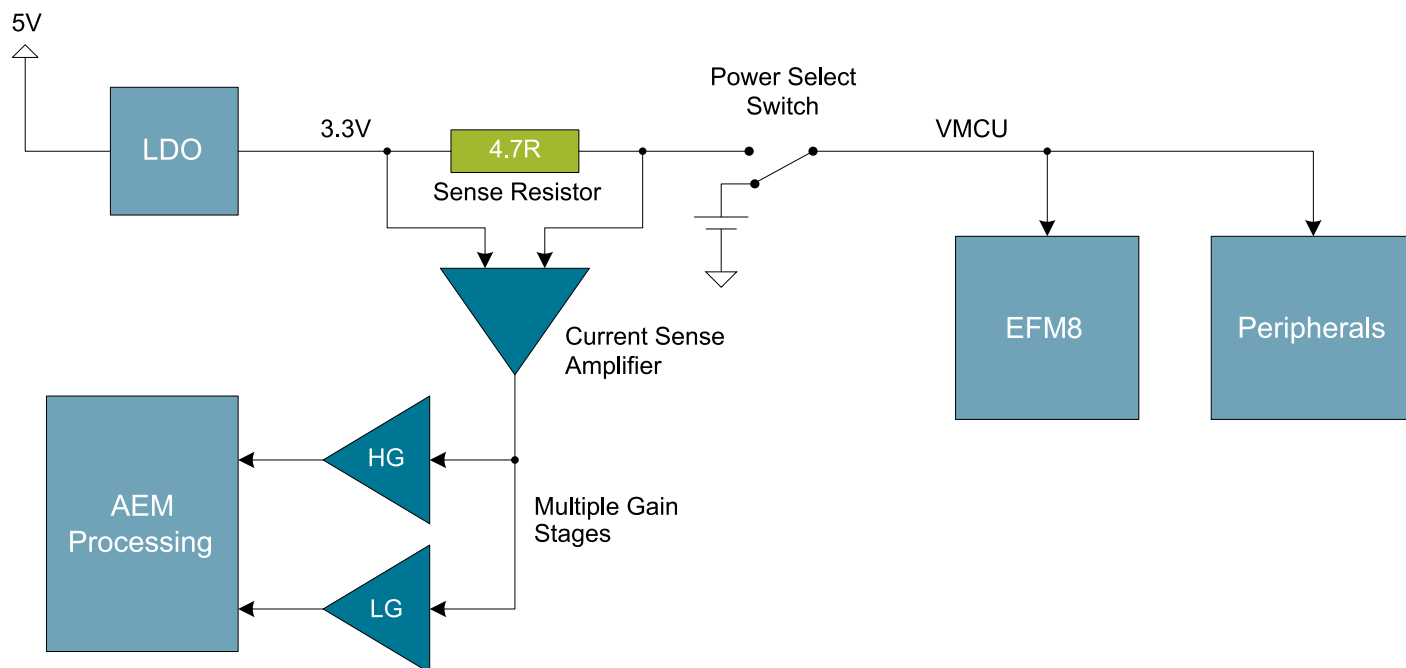 5V
LDO
3.3V
4.7R
Sense Resistor
Power Select
Switch
VMCU
EFM8
Peripherals
Current Sense
Amplifier
HG
AEM
Processing
Multiple Gain
Stages
LG